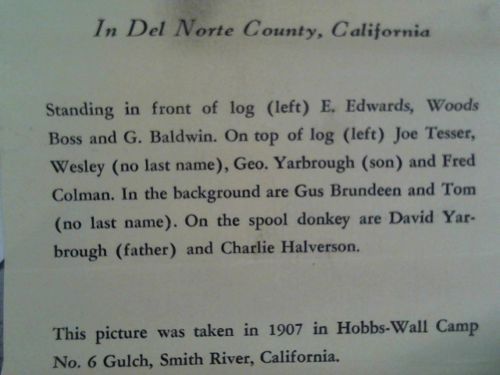 In Del Norte County, California
Standing in front of log (left) E. Edwards, Woods
Boss and G. Baldwin. On top of log (left) Joe Tesser,
Wesley (no last name), Geo. Yarbrough (son) and Fred
Colman. In the background are Gus Brundeen and Tom
(no last name). On the spool donkey are David Yar-
brough (father) and Charlie Halverson.
This picture was taken in 1907 in Hobbs-Wall Camp
No. 6 Gulch, Smith River, California.